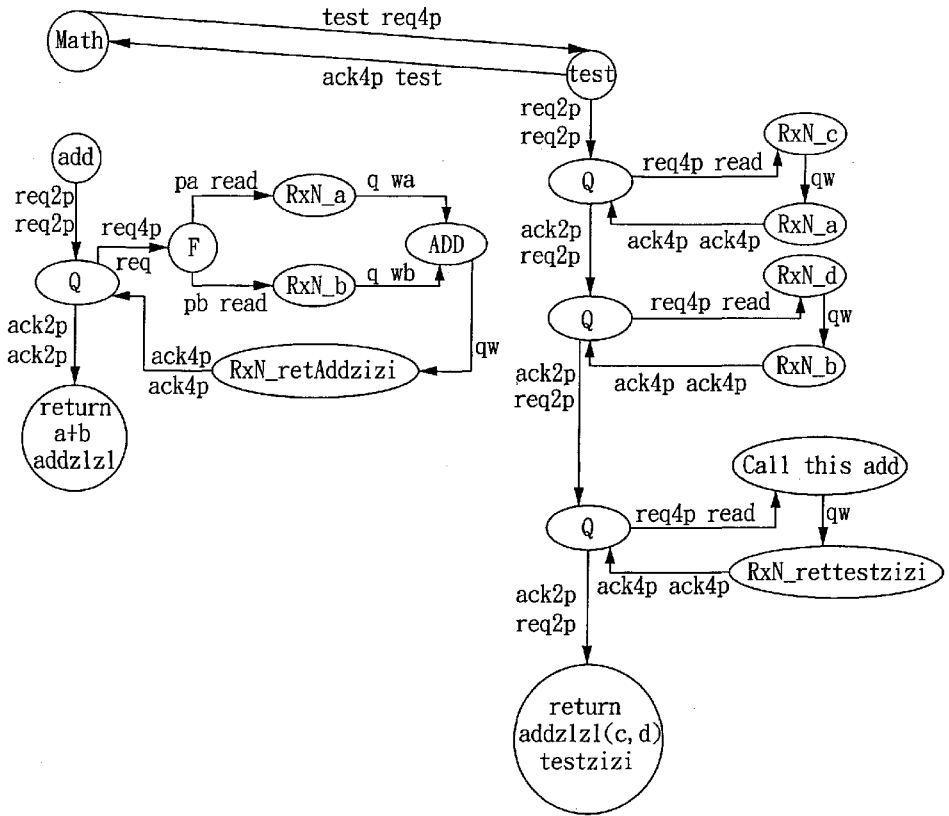 test req4p
Math
ack4p test
test
req2p
req2p
RxN_c
req4p read
Q
qw
RxN_a
ack4p ack4p
ack2p
req2p
RxN_d
req4p read
Q
qw
RxN_b
ack4p ack4p
ack2p
req2p
Call this add
req4p read
Q
qw
RxN_rettestzizi
ack4p ack4p
ack2p
req2p
return
addzlzl(c,d)
testzizi
add
req2p
req2p
pa read
RxN_a
q wa
req4p
req
F
ADD
Q
pb read
RxN_b
q wb
qw
ack2p
ack2p
ack4p
ack4p
RxN_retAddzizi
return
a+b
addzlzl